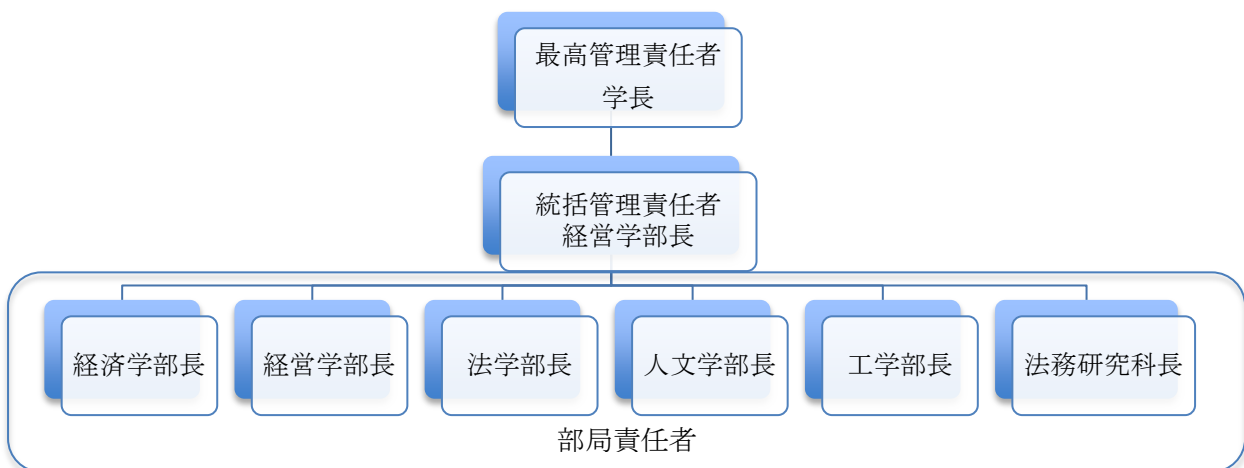 最高管理責任者
学長
統括管理責任者
経営学部長
経済学部長
経営学部長
法学部長
人文学部長
工学部長
法務研究科長
部局責任者